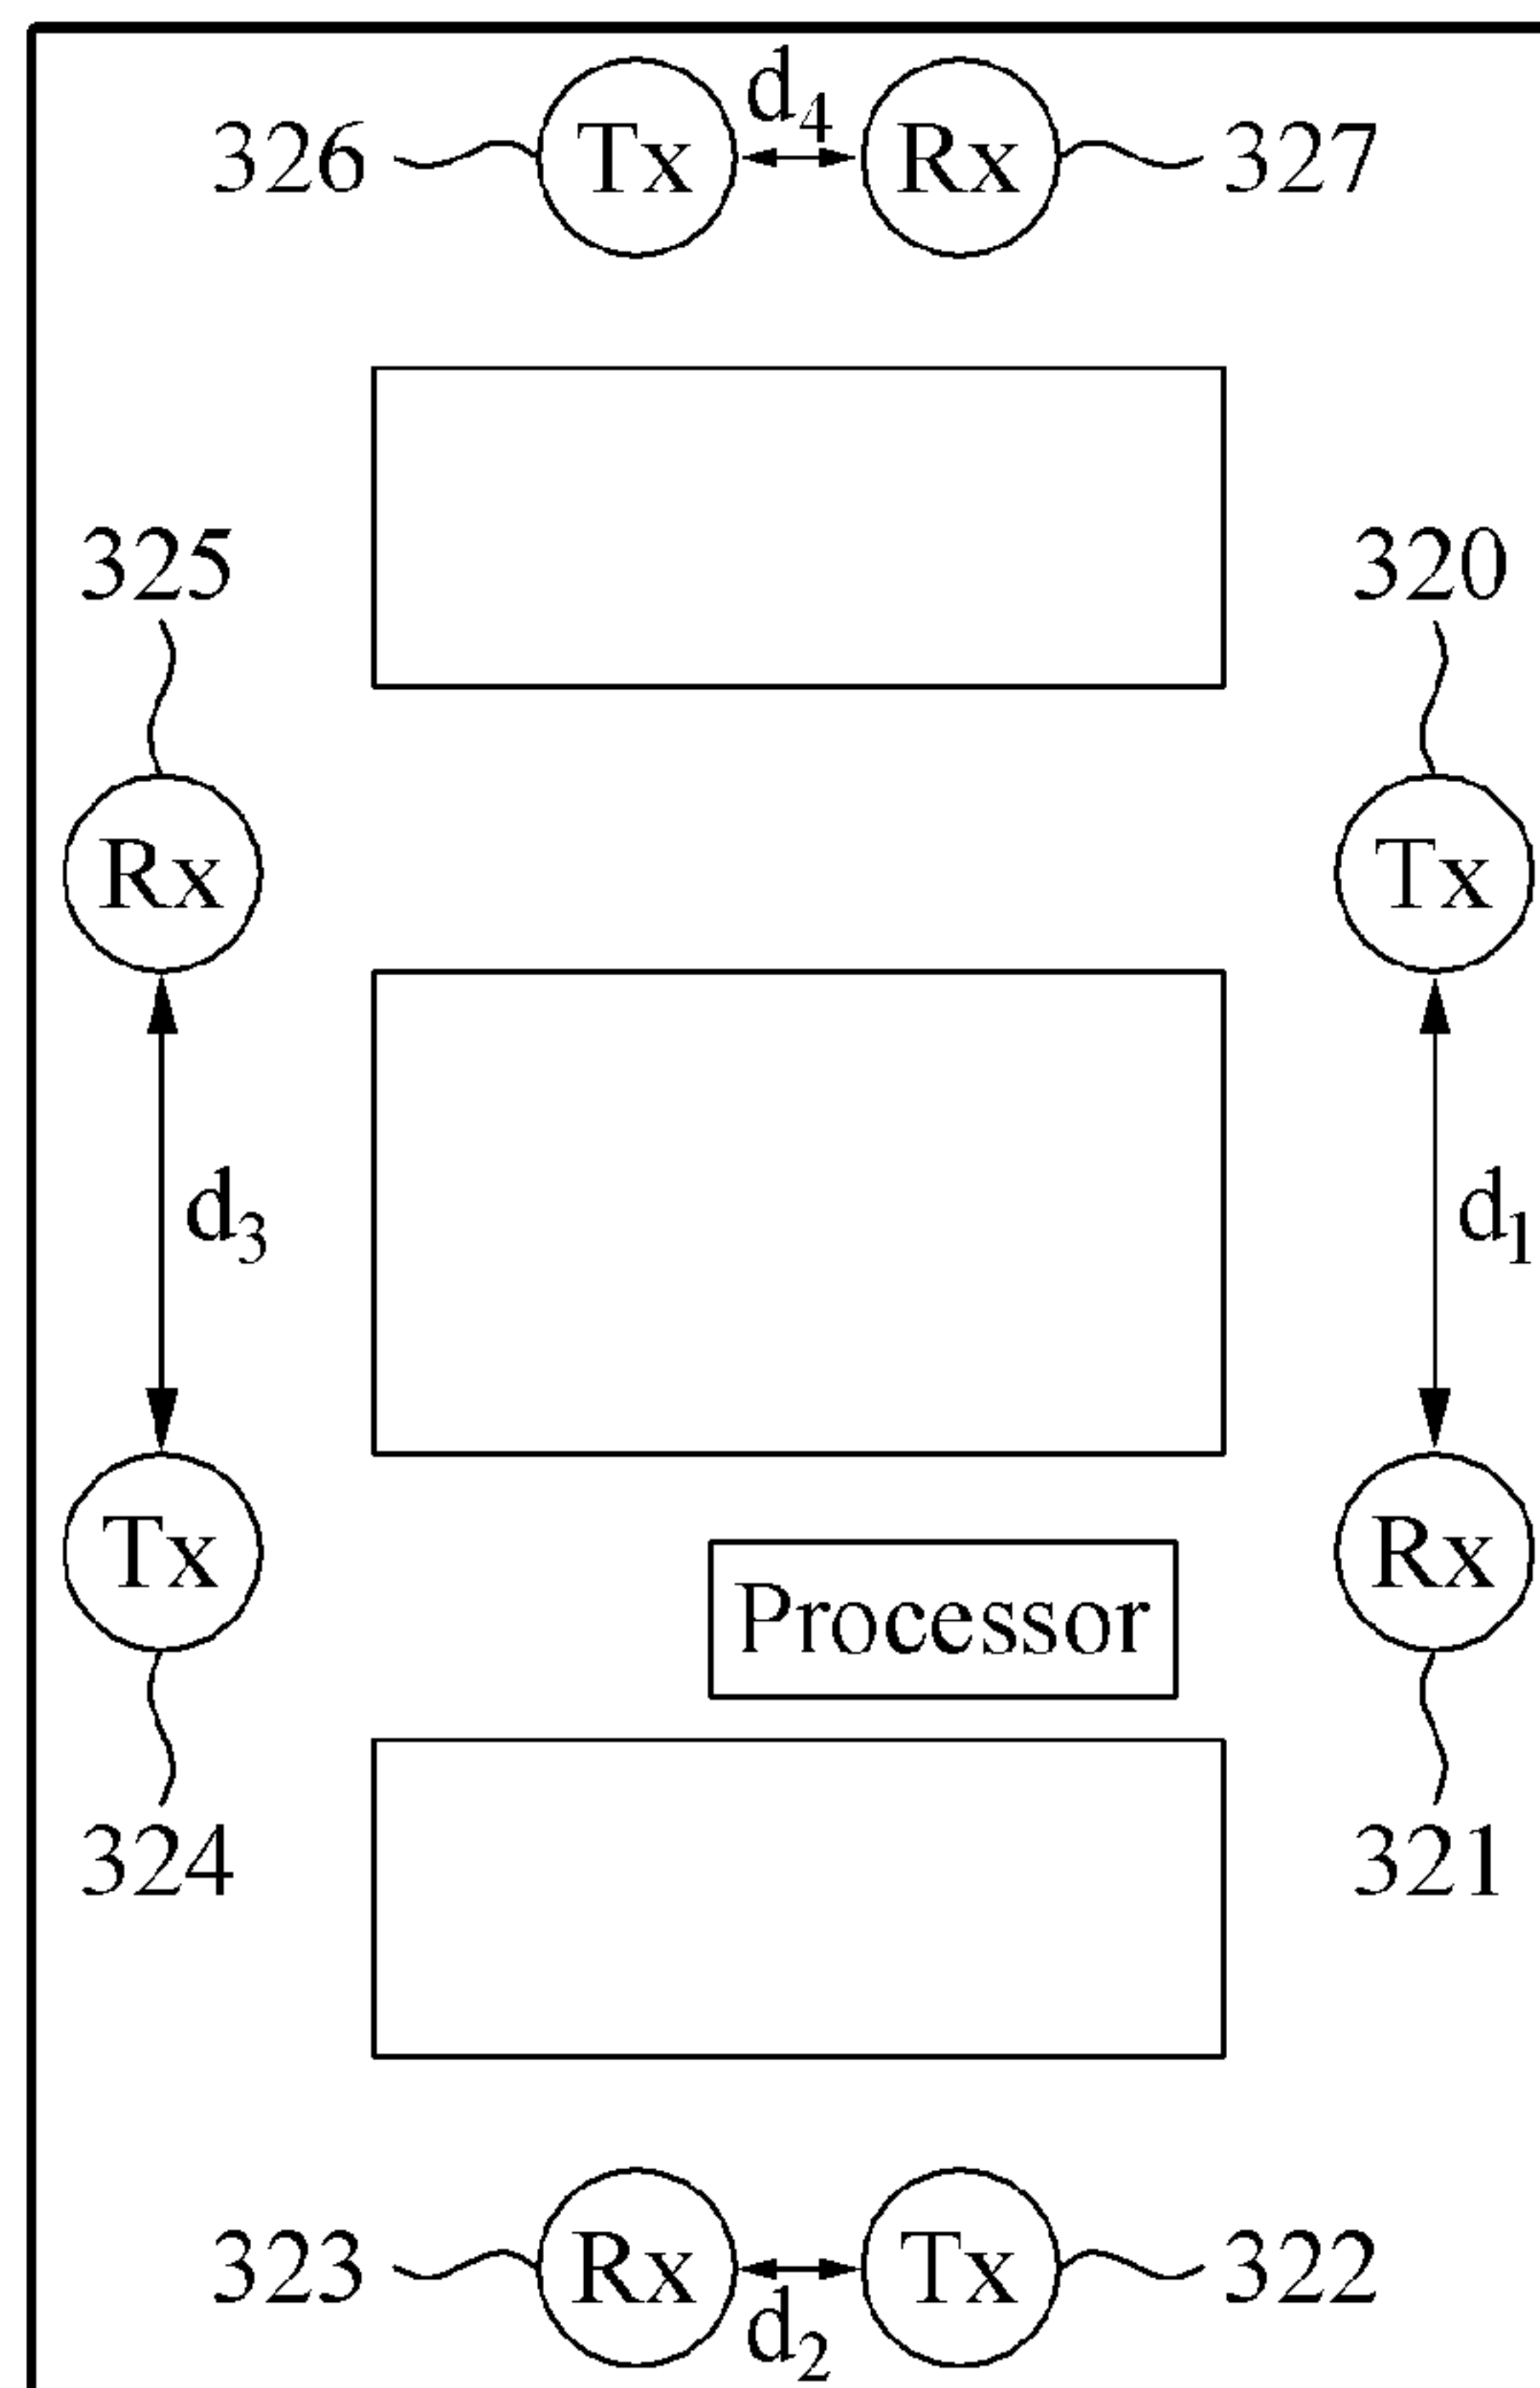 d4
326 Tx Rx 327
325 320
Rx Tx
d3 d1
Tx Rx
Processor
324 321
323 Rx Tx 322
d2